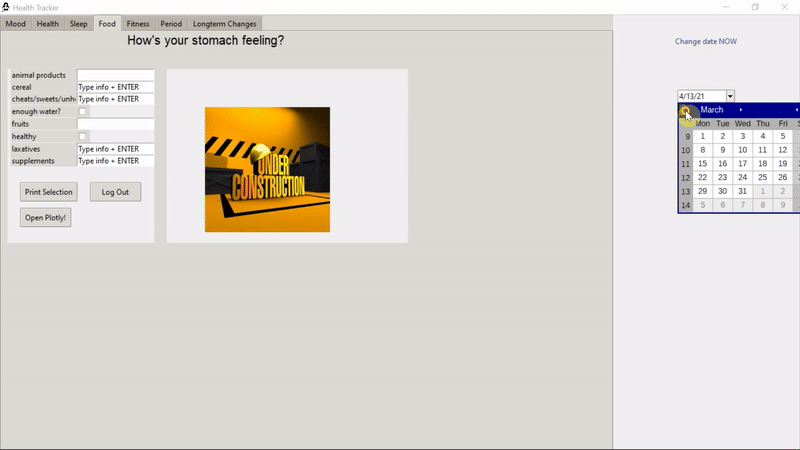 Health Tracker
Mood Health Sleep Food Fitness Period Longterm Changes
How's your stomach feeling?
Change date NOW
animal products
cereal Type info + ENTER
cheats/sweets/unh Type info + ENTER
enough water?
fruits
healthy
laxatives Type info + ENTER
supplements Type info + ENTER
Print Selection Log Out
Open Plotly!
UNDER
CONSTRUCTION
4/13/21
March
Mon Tue Wed Thu Fri S
9 1 2 3 4 5
10 8 9 10 11 12
11 15 16 17 18 19
12 22 23 24 25 26
13 29 30 31 1 2
14 5 6 7 8 9